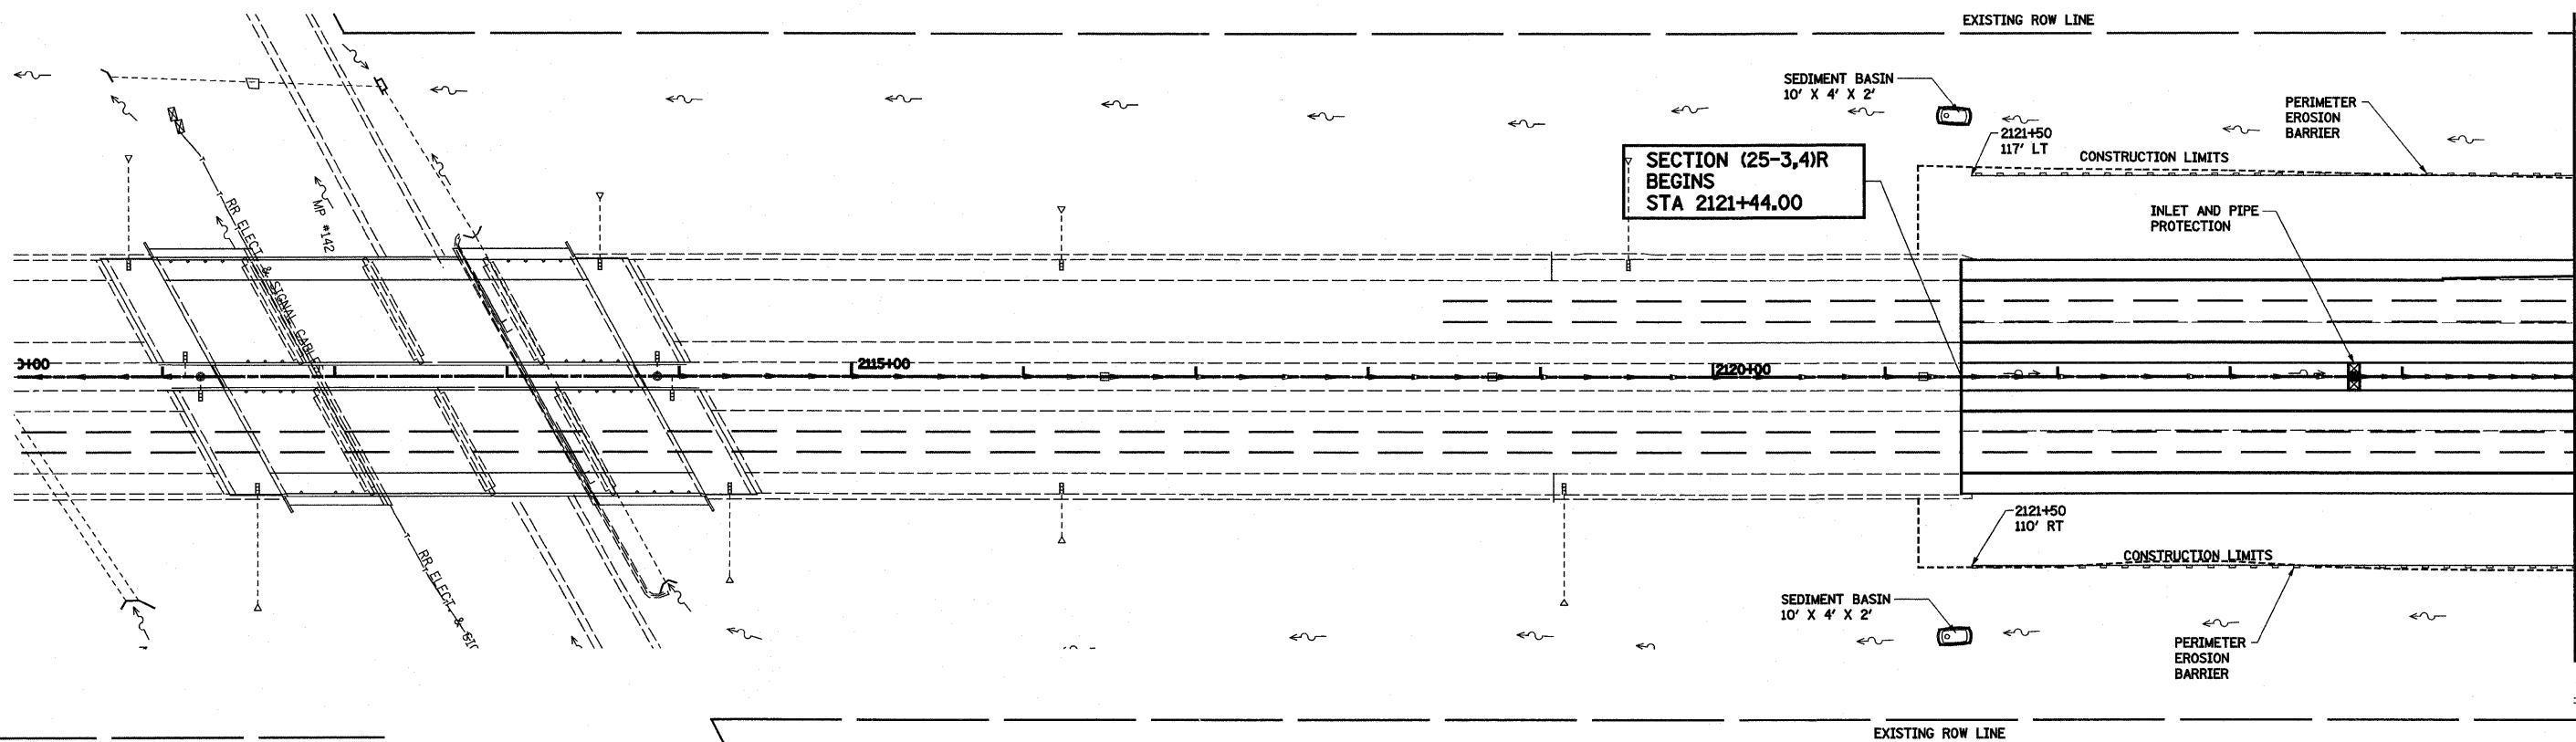 EXISTING ROW LINE
SEDIMENT BASIN
10' X 4' X 2'
PERIMETER
EROSION
BARRIER
2121+50
117' LT
CONSTRUCTION LIMITS
SECTION (25-3,4)R
BEGINS
STA 2121+44.00
INLET AND PIPE
PROTECTION
MP #142
RR ELECT. & SIGNAL CABLE
+00
2115+00
2120+00
2121+50
110' RT
CONSTRUCTION LIMITS
RR ELECT. & SIG
SEDIMENT BASIN
10' X 4' X 2'
PERIMETER
EROSION
BARRIER
EXISTING ROW LINE